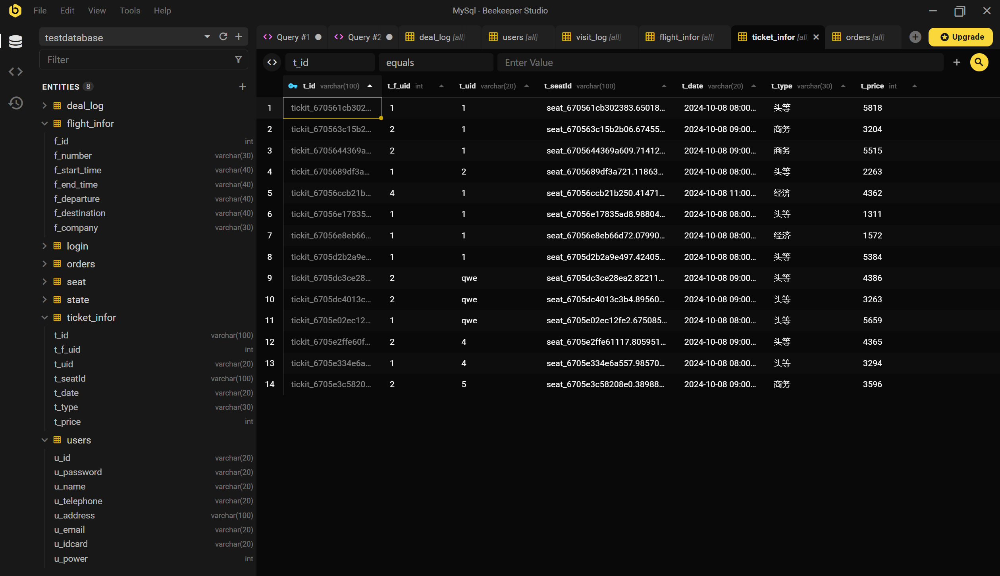 File Edit View Tools Help
MySql - Beekeeper Studio
testdatabase
Filter
ENTITIES 8
deal_log
flight_infor
f_id int
f_number varchar(30)
f_start_time varchar(40)
f_end_time varchar(40)
f_departure varchar(40)
f_destination varchar(40)
f_company varchar(30)
login
orders
seat
state
ticket_infor
t_id varchar(100)
t_f_uid int
t_uid varchar(20)
t_seatId varchar(100)
t_date varchar(20)
t_type varchar(30)
t_price int
users
u_id varchar(20)
u_password varchar(20)
u_name varchar(20)
u_telephone varchar(20)
u_address varchar(100)
u_email varchar(20)
u_idcard varchar(20)
u_power int
Query #1 Query #2 deal_log [all] users [all] visit_log [all] flight_infor [all] ticket_infor [all orders [all] Upgrade
t_id equals Enter Value
t_id varchar(100) t_f_uid int t_uid varchar(20) t_seatId varchar(100) t_date varchar(20) t_type varchar(30) t_price int
1 tickit_670561cb302... 1 1 seat_670561cb302383.65018... 2024-10-08 08:00... 头等 5818
2 tickit_670563c15b2... 2 1 seat_670563c15b2b06.67455... 2024-10-08 09:00... 商务 3204
3 tickit_6705644369a... 2 1 seat_6705644369a609.71412... 2024-10-08 09:00... 商务 5515
4 tickit_6705689df3a... 1 2 seat_6705689df3a721.11863... 2024-10-08 08:00... 头等 2263
5 tickit_67056ccb21b... 4 1 seat_67056ccb21b250.41471... 2024-10-08 11:00... 经济 4362
6 tickit_67056e17835... 1 1 seat_67056e17835ad8.98804... 2024-10-08 08:00... 头等 1311
7 tickit_67056e8eb66... 1 1 seat_67056e8eb66d72.07990... 2024-10-08 08:00... 经济 1572
8 tickit_6705d2b2a9e... 1 1 seat_6705d2b2a9e497.42405... 2024-10-08 08:00... 头等 5384
9 tickit_6705dc3ce28... 2 qwe seat_6705dc3ce28ea2.82211... 2024-10-08 09:00... 头等 4386
10 tickit_6705dc4013c... 2 qwe seat_6705dc4013c3b4.89560... 2024-10-08 09:00... 头等 3263
11 tickit_6705e02ec12... 1 qwe seat_6705e02ec12fe2.675085... 2024-10-08 08:00... 头等 5659
12 tickit_6705e2ffe60f... 2 4 seat_6705e2ffe61117.805951... 2024-10-08 09:00... 头等 4365
13 tickit_6705e334e6a... 1 4 seat_6705e334e6a557.98570... 2024-10-08 08:00... 头等 3294
14 tickit_6705e3c5820... 2 5 seat_6705e3c58208e0.38988... 2024-10-08 09:00... 商务 3596